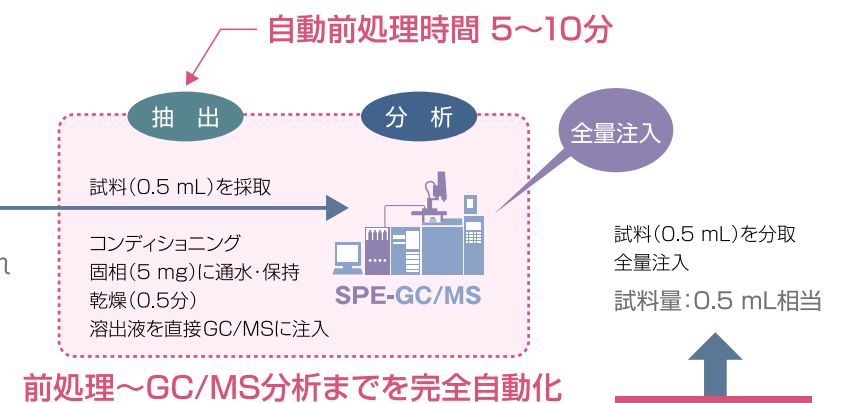 自動前処理時間 5〜10分
抽 出
分 析
全量注入
試料(0.5 mL)を採取
コンディショニング
固相(5 mg)に通水・保持
乾燥(0.5分)
溶出液を直接GC/MSに注入
SPE-GC/MS
試料(0.5 mL)を分取
全量注入
試料量:0.5 mL相当
前処理〜GC/MS分析までを完全自動化